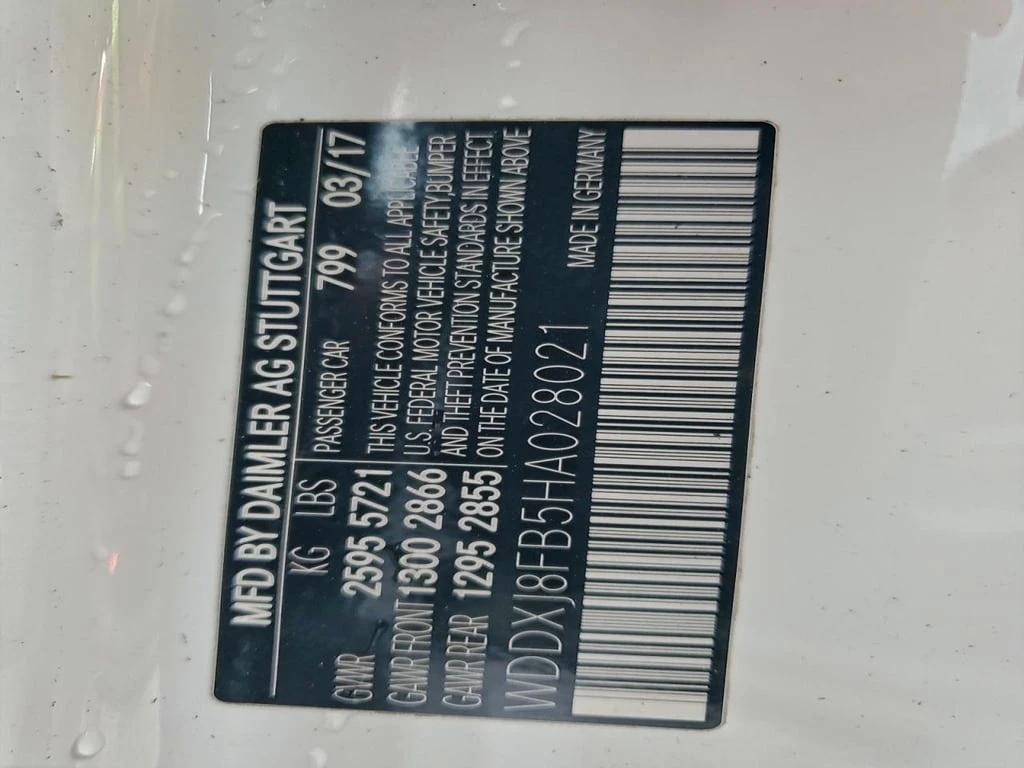 MFD BY DAIMLER AG STUTTGART
KG LBS PASSENGER CAR 799 03/17
GVWR 2595 5721
GAWR FRONT 1300 2866
GAWR REAR 1295 2855
THIS VEHICLE CONFORMS TO ALL APPLICABLE
U.S. FEDERAL MOTOR VEHICLE SAFETY,BUMPER
AND THEFT PREVENTION STANDARDS IN EFFECT
ON THE DATE OF MANUFACTURE SHOWN ABOVE
WDDXJ8FB5HA028021
MADE IN GERMANY